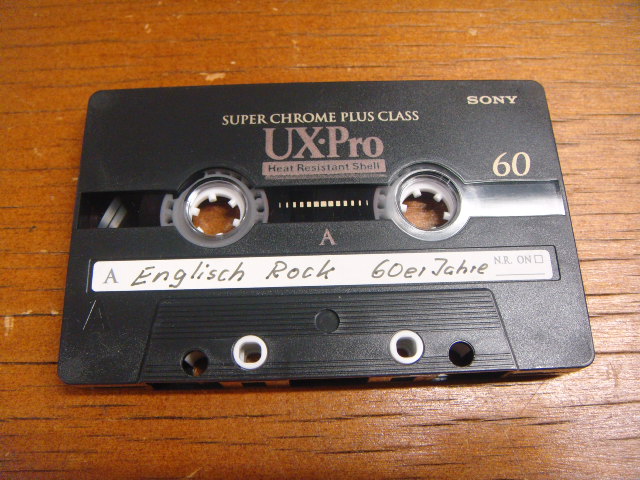 SONY
SUPER CHROME PLUS CLASS
UX·Pro
Heat Resistant Shell
60
A
A Englisch Rock 60er Jahre N.R. ON
A